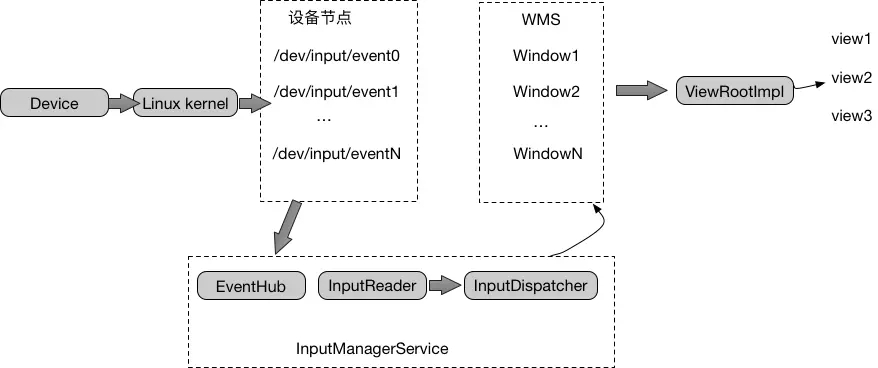 Device
Linux kernel
设备节点
/dev/input/event0
/dev/input/event1
…
/dev/input/eventN
WMS
Window1
Window2
…
WindowN
ViewRootImpl
view1
view2
view3
EventHub
InputReader
InputDispatcher
InputManagerService